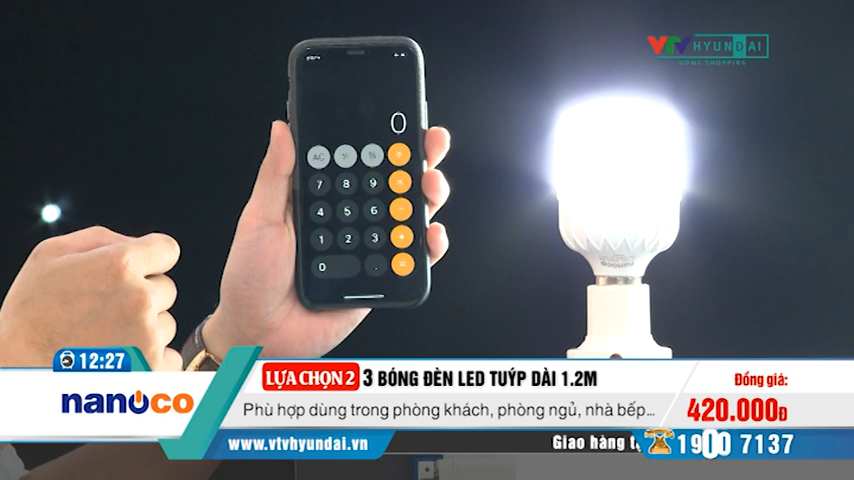 VTV HYUNDAI
HOME SHOPPING
0
AC
7 8 9
4 5 6
1 2 3
0 .
nanoco
12:27
LỰA CHỌN 2 3 BÓNG ĐÈN LED TUÝP DÀI 1.2M
Đồng giá:
nanoco
Phù hợp dùng trong phòng khách, phòng ngủ, nhà bếp...
420.000Đ
www.vtvhyundai.vn
Giao hàng
1900 7137